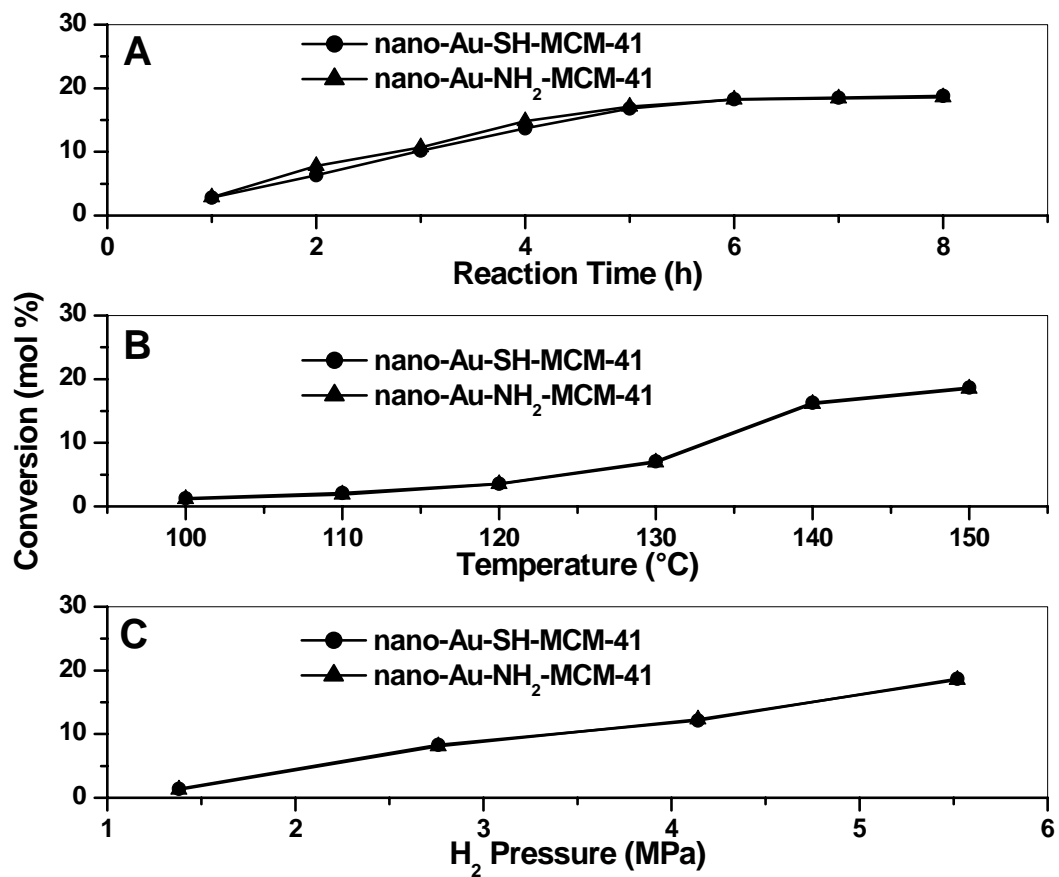 Conversion (mol %)
A
nano-Au-SH-MCM-41
nano-Au-NH₂-MCM-41
30
20
10
0
0 2 4 6 8
Reaction Time (h)
B
nano-Au-SH-MCM-41
nano-Au-NH₂-MCM-41
30
20
10
0
100 110 120 130 140 150
Temperature (°C)
C
nano-Au-SH-MCM-41
nano-Au-NH₂-MCM-41
30
20
10
0
1 2 3 4 5 6
H₂ Pressure (MPa)